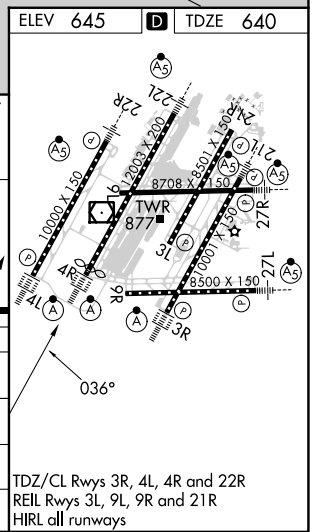 ELEV 645
D
TDZE 640
A5
22R
22L
12003 X 200
8501 X 150
21R
A5
A5
21L
A5
P
P
10000 X 150
9L
8708 X 150
P
27R
TWR
877
3L
P
10001 X 150
P
27L
A5
4R
9R
8500 X 150
P
4L
A
A
A
3R
036°
TDZ/CL Rwys 3R, 4L, 4R and 22R
REIL Rwys 3L, 9L, 9R and 21R
HIRL all runways